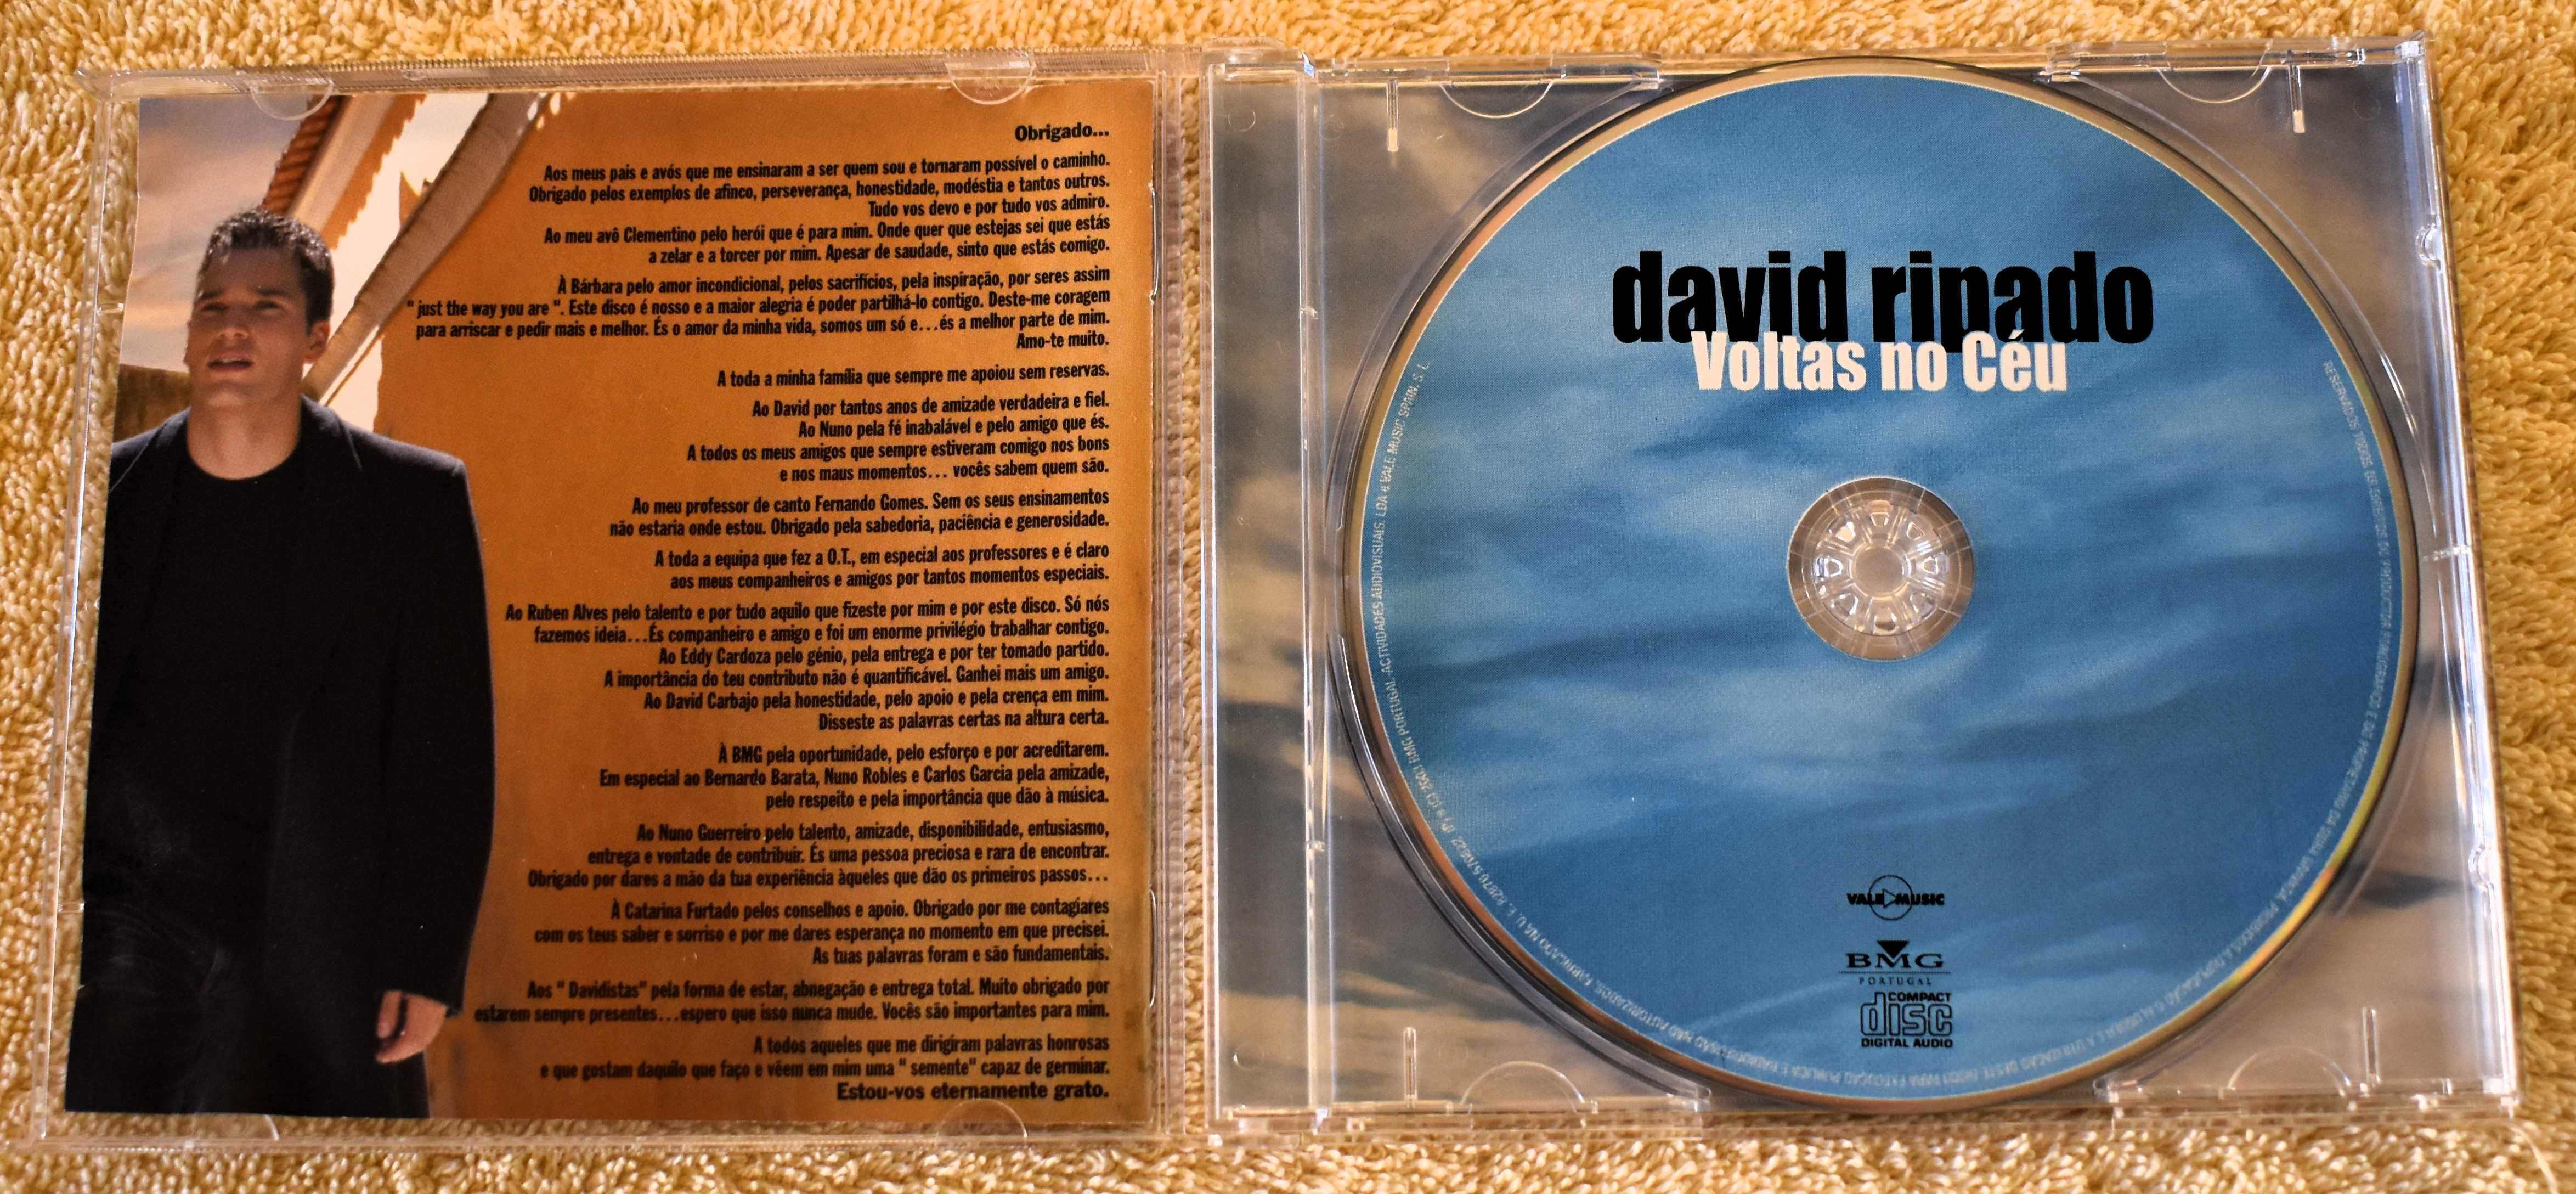 Obrigado...
Aos meus pais e avós que me ensinaram a ser quem sou e tornaram possível o caminho.
Obrigado pelos exemplos de afinco, perseverança, honestidade, modéstia e tantos outros.
Tudo vos devo e por tudo vos admiro.
Ao meu avô Clementino pelo herói que é para mim. Onde quer que estejas sei que estás
a zelar e a torcer por mim. Apesar de saudade, sinto que estás comigo.
À Bárbara pelo amor incondicional, pelos sacrifícios, pela inspiração, por seres assim
" just the way you are ". Este disco é nosso e a maior alegria é poder partilhá-lo contigo. Deste-me coragem
para arriscar e pedir mais e melhor. És o amor da minha vida, somos um só e...és a melhor parte de mim.
Amo-te muito.
A toda a minha família que sempre me apoiou sem reservas.
Ao David por tantos anos de amizade verdadeira e fiel.
Ao Nuno pela fé inabalável e pelo amigo que és.
A todos os meus amigos que sempre estiveram comigo nos bons
e nos maus momentos... vocês sabem quem são.
Ao meu professor de canto Fernando Gomes. Sem os seus ensinamentos
não estaria onde estou. Obrigado pela sabedoria, paciência e generosidade.
A toda a equipa que fez a O.T., em especial aos professores e é claro
aos meus companheiros e amigos por tantos momentos especiais.
Ao Ruben Alves pelo talento e por tudo aquilo que fizeste por mim e por este disco. Só nós
fazemos ideia...És companheiro e amigo e foi um enorme privilégio trabalhar contigo.
Ao Eddy Cardoza pelo génio, pela entrega e por ter tomado partido.
A importância do teu contributo não é quantificável. Ganhei mais um amigo.
Ao David Carbajo pela honestidade, pelo apoio e pela crença em mim.
Disseste as palavras certas na altura certa.
À BMG pela oportunidade, pelo esforço e por acreditarem.
Em especial ao Bernardo Barata, Nuno Robles e Carlos Garcia pela amizade,
pelo respeito e pela importância que dão à música.
Ao Nuno Guerreiro pelo talento, amizade, disponibilidade, entusiasmo,
entrega e vontade de contribuir. És uma pessoa preciosa e rara de encontrar.
Obrigado por dares a mão da tua experiência àqueles que dão os primeiros passos...
À Catarina Furtado pelos conselhos e apoio. Obrigado por me contagiares
com os teus saber e sorriso e por me dares esperança no momento em que precisei.
As tuas palavras foram e são fundamentais.
Aos " Davidistas" pela forma de estar, abnegação e entrega total. Muito obrigado por
estarem sempre presentes...espero que isso nunca mude. Vocês são importantes para mim.
A todos aqueles que me dirigiram palavras honrosas
e que gostam daquilo que faço e vêem em mim uma " semente" capaz de germinar.
Estou-vos eternamente grato.
david ripado
Voltas no Céu
VALE MUSIC
BMG
PORTUGAL
COMPACT
disc
DIGITAL AUDIO
BMG PORTUGAL-ACTIVIDADES AUDIOVISUAIS, LDA e VALE MUSIC SPAIN, S. L.
RESERVADOS TODOS OS DIREITOS DO PRODUCTOR FONOGRÁFICO E DO PROPRIETÁRIO DA OBRA